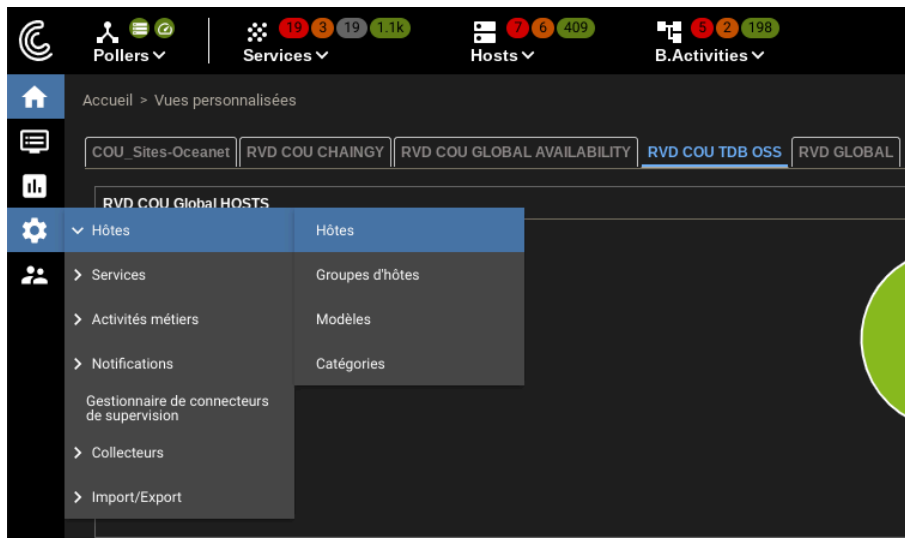 19 3 19 1.1k 7 6 409 5 2 198
Pollers Services Hosts B.Activities
Accueil > Vues personnalisées
COU_Sites-Oceanet RVD COU CHAINGY RVD COU GLOBAL AVAILABILITY RVD COU TDB OSS RVD GLOBAL
RVD COU Global HOSTS
Hôtes Hôtes
Services Groupes d'hôtes
Activités métiers Modèles
Notifications Catégories
Gestionnaire de connecteurs
de supervision
Collecteurs
Import/Export